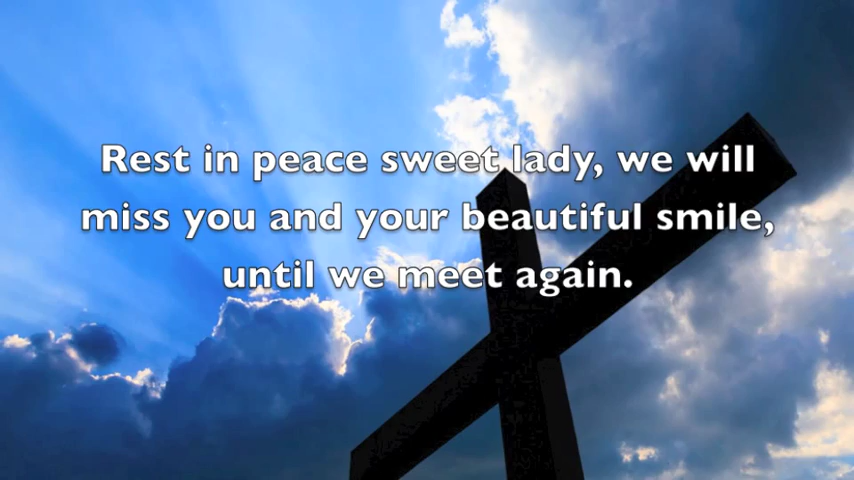 Rest in peace sweet lady, we will
miss you and your beautiful smile,
until we meet again.